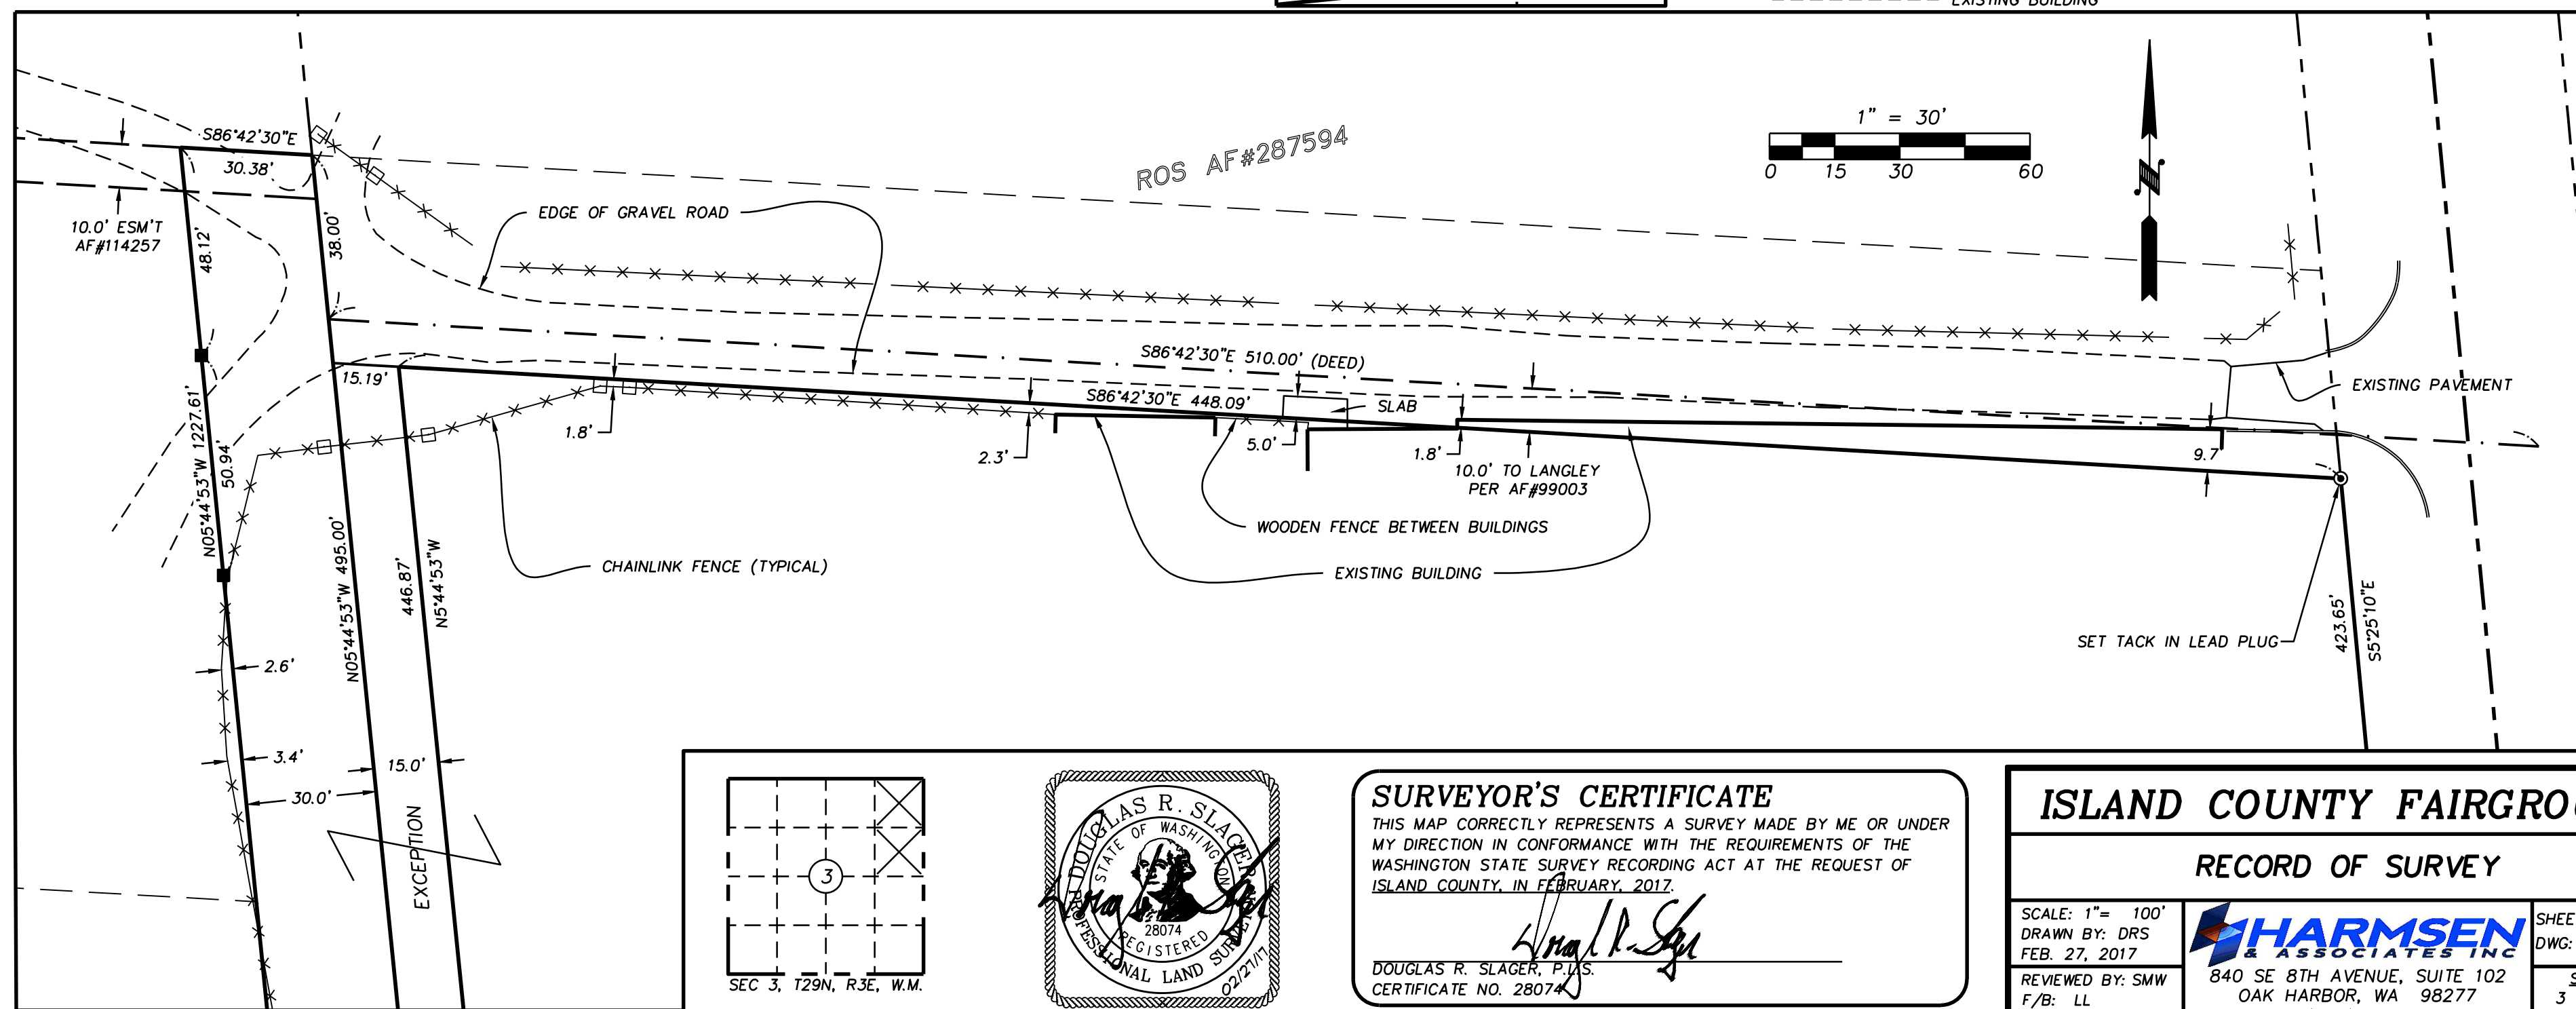 EXISTING BUILDING
1" = 30'
0 15 30 60
ROS AF#287594
S86°42'30"E
30.38'
10.0' ESM'T
AF#114257
48.12'
38.00'
EDGE OF GRAVEL ROAD
S86°42'30"E 510.00' (DEED)
15.19'
S86°42'30"E 448.09'
SLAB
EXISTING PAVEMENT
1.8'
2.3'
5.0'
1.8'
9.7'
10.0' TO LANGLEY
PER AF#99003
N05°44'53"W 1227.61'
50.94'
N05°44'53"W 495.00'
446.87'
N5°44'53"W
WOODEN FENCE BETWEEN BUILDINGS
CHAINLINK FENCE (TYPICAL)
EXISTING BUILDING
SET TACK IN LEAD PLUG
423.65'
S5°25'10"E
2.6'
3.4'
15.0'
30.0'
EXCEPTION
3
SEC 3, T29N, R3E, W.M.
DOUGLAS R. SLAGER
STATE OF WASHINGTON
28074
REGISTERED
PROFESSIONAL LAND SURVEYOR
02/27/17
SURVEYOR'S CERTIFICATE
THIS MAP CORRECTLY REPRESENTS A SURVEY MADE BY ME OR UNDER
MY DIRECTION IN CONFORMANCE WITH THE REQUIREMENTS OF THE
WASHINGTON STATE SURVEY RECORDING ACT AT THE REQUEST OF
ISLAND COUNTY, IN FEBRUARY, 2017.
DOUGLAS R. SLAGER, P.L.S.
CERTIFICATE NO. 28074
ISLAND COUNTY FAIRGRO
RECORD OF SURVEY
SCALE: 1"= 100'
DRAWN BY: DRS
FEB. 27, 2017
REVIEWED BY: SMW
F/B: LL
HARMSEN
& ASSOCIATES INC
840 SE 8TH AVENUE, SUITE 102
OAK HARBOR, WA 98277
SHEE
DWG:
3